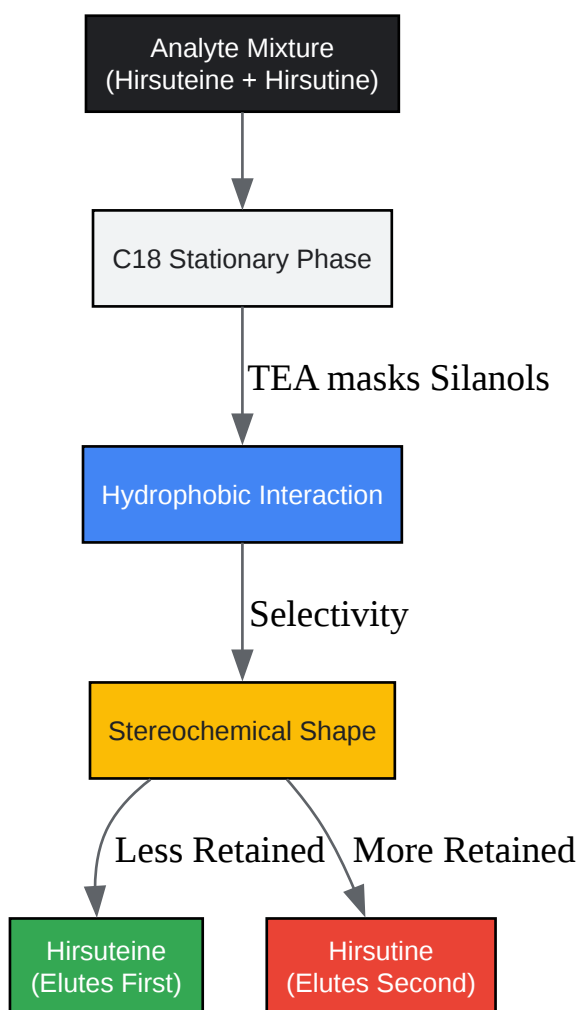 Analyte Mixture
(Hirsuteine + Hirsutine)
C18 Stationary Phase
TEA masks Silanols
Hydrophobic Interaction
Selectivity
Stereochemical Shape
Less Retained
More Retained
Hirsuteine
(Elutes First)
Hirsutine
(Elutes Second)